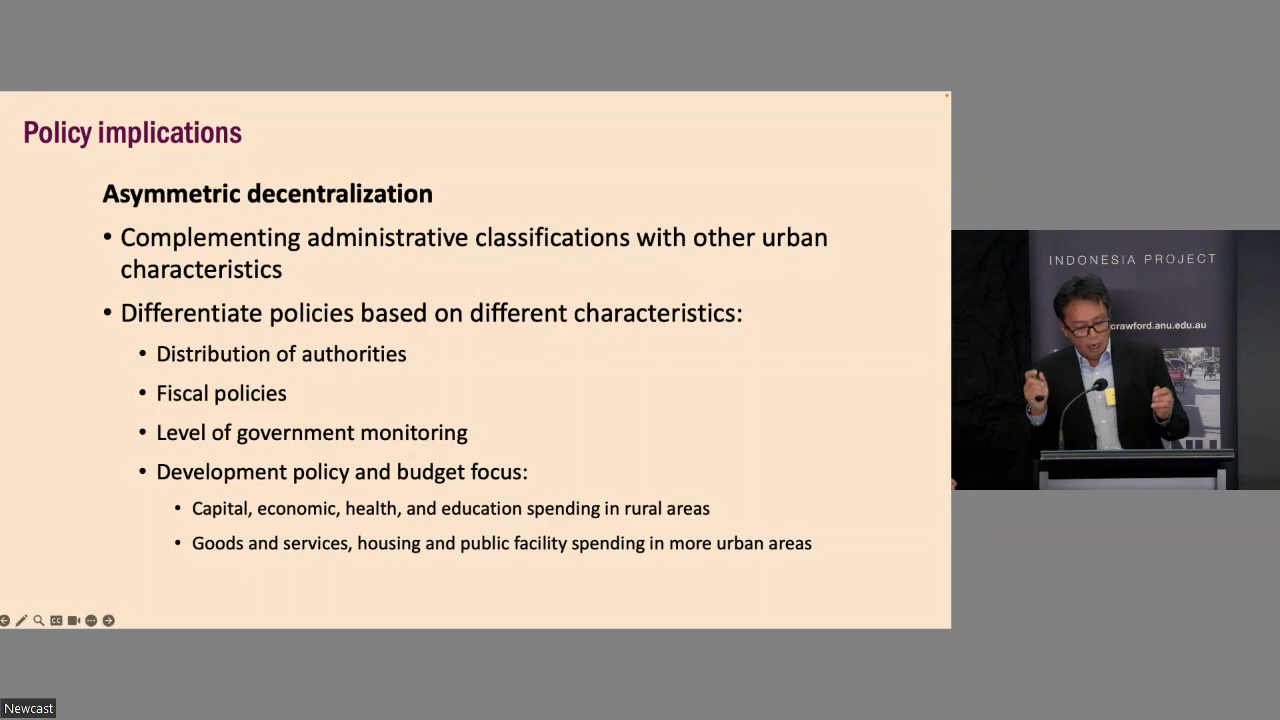 Policy implications
Asymmetric decentralization
• Complementing administrative classifications with other urban
characteristics
• Differentiate policies based on different characteristics:
• Distribution of authorities
• Fiscal policies
• Level of government monitoring
• Development policy and budget focus:
• Capital, economic, health, and education spending in rural areas
• Goods and services, housing and public facility spending in more urban areas
INDONESIA PROJECT
crawford.anu.edu.au
CC
Newcast